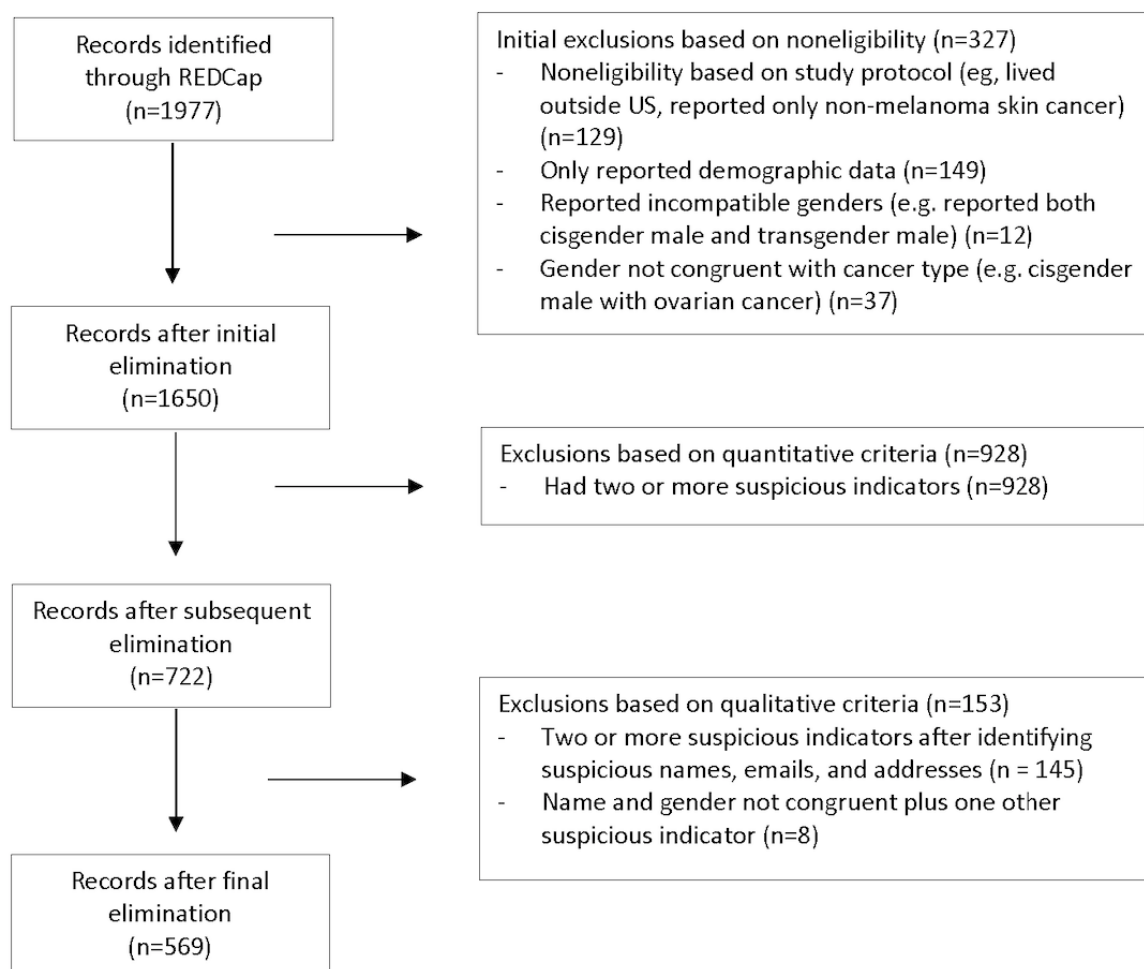 Records identified
through REDCap
(n=1977)
Initial exclusions based on noneligibility (n=327)
- Noneligibility based on study protocol (eg, lived
outside US, reported only non-melanoma skin cancer)
(n=129)
- Only reported demographic data (n=149)
- Reported incompatible genders (e.g. reported both
cisgender male and transgender male) (n=12)
- Gender not congruent with cancer type (e.g. cisgender
male with ovarian cancer) (n=37)
Records after initial
elimination
(n=1650)
Exclusions based on quantitative criteria (n=928)
- Had two or more suspicious indicators (n=928)
Records after subsequent
elimination
(n=722)
Exclusions based on qualitative criteria (n=153)
- Two or more suspicious indicators after identifying
suspicious names, emails, and addresses (n = 145)
- Name and gender not congruent plus one other
suspicious indicator (n=8)
Records after final
elimination
(n=569)